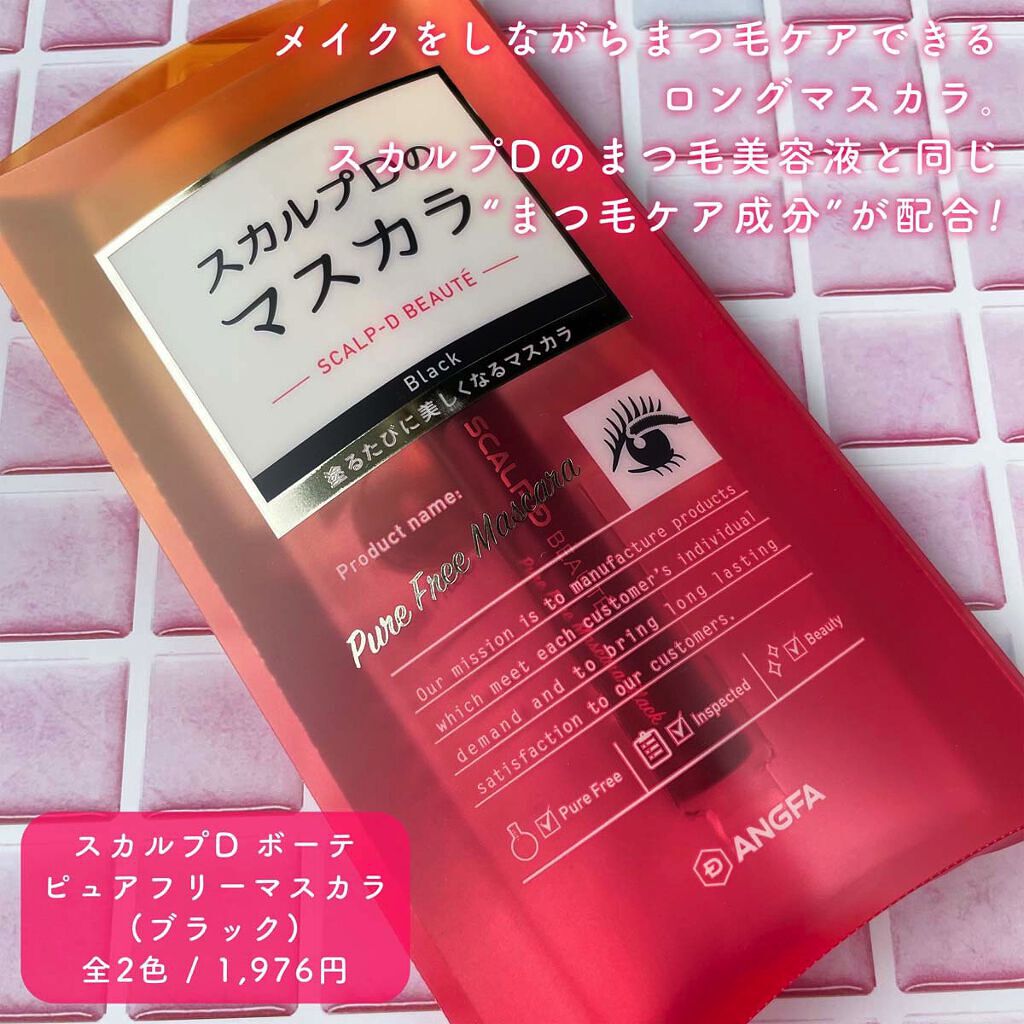 メイクをしながらまつ毛ケアできる
ロングマスカラ。
スカルプDのまつ毛美容液と同じ
“まつ毛ケア成分”が配合!
スカルプDの
マスカラ
SCALP-D BEAUTÉ
Black
塗るたびに美しくなるマスカラ
SCALP D
Product name:
Pure Free Mascara
Our mission is to manufacture products
which meet each customer's individual
demand and to bring long lasting
satisfaction to our customers.
Pure Free
Inspected
Beauty
ANGFA
スカルプD ボーテ
ピュアフリーマスカラ
(ブラック)
全2色 / 1,976円